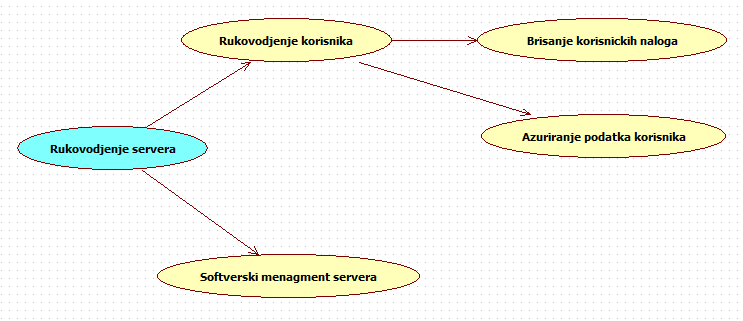 Rukovodjenje korisnika
Brisanje korisnickih naloga
Azuriranje podatka korisnika
Rukovodjenje servera
Softverski menagment servera